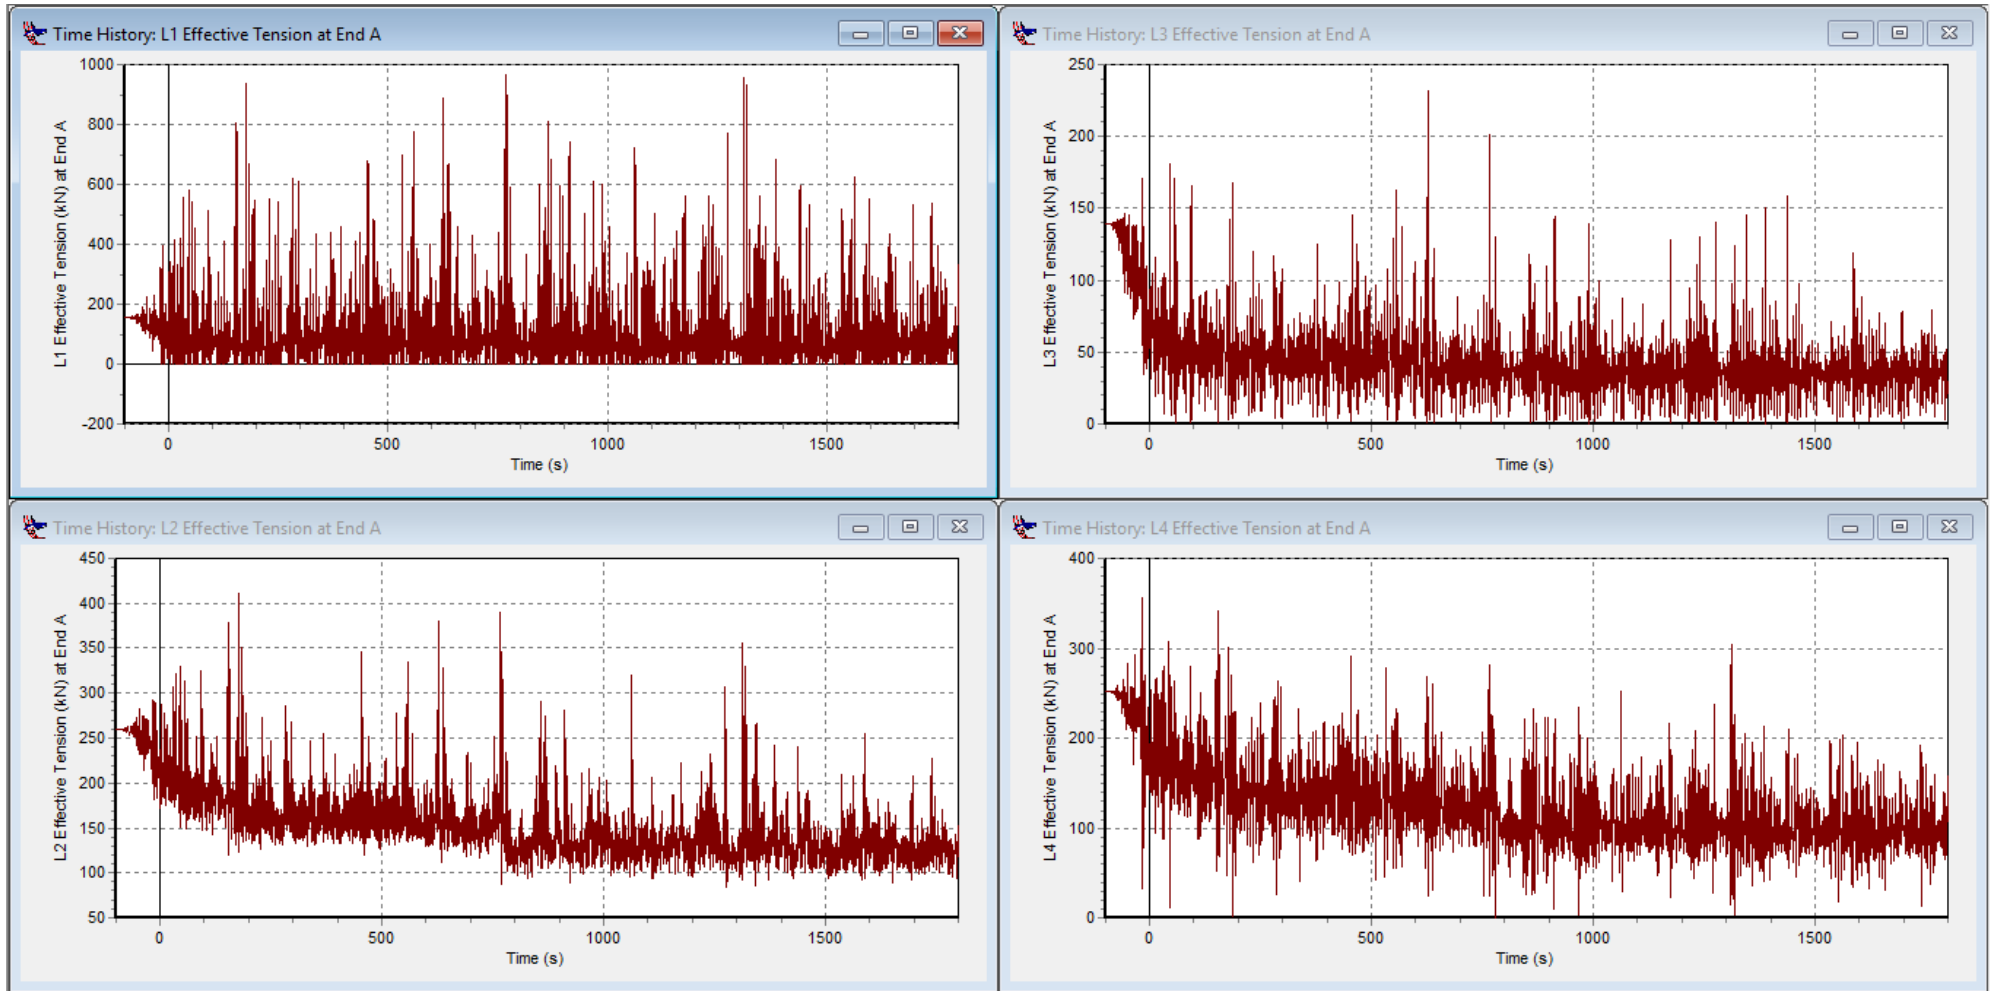 Time History: L1 Effective Tension at End A
L1 Effective Tension (kN) at End A
1000
800
600
400
200
0
-200
0 500 1000 1500
Time (s)
Time History: L3 Effective Tension at End A
L3 Effective Tension (kN) at End A
250
200
150
100
50
0
0 500 1000 1500
Time (s)
Time History: L2 Effective Tension at End A
L2 Effective Tension (kN) at End A
450
400
350
300
250
200
150
100
50
0 500 1000 1500
Time (s)
Time History: L4 Effective Tension at End A
L4 Effective Tension (kN) at End A
400
300
200
100
0
0 500 1000 1500
Time (s)